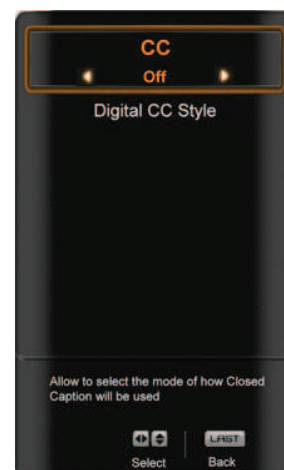 CC
Off
Digital CC Style
Allow to select the mode of how Closed
Caption will be used
LAST
Select Back